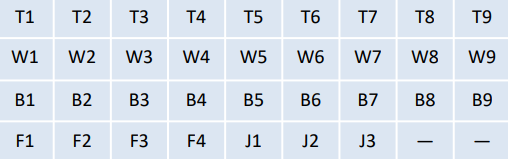 T1 T2 T3 T4 T5 T6 T7 T8 T9
W1 W2 W3 W4 W5 W6 W7 W8 W9
B1 B2 B3 B4 B5 B6 B7 B8 B9
F1 F2 F3 F4 J1 J2 J3 — —